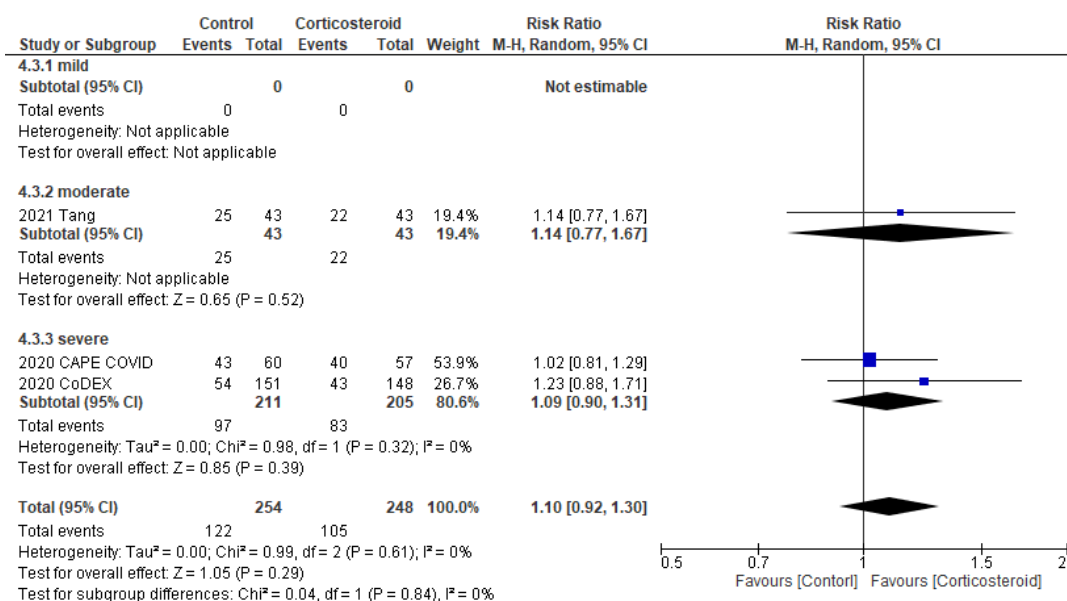 Control Corticosteroid Risk Ratio Risk Ratio
Study or Subgroup Events Total Events Total Weight M-H, Random, 95% CI M-H, Random, 95% CI
4.3.1 mild
Subtotal (95% CI) 0 0 Not estimable
Total events 0 0
Heterogeneity: Not applicable
Test for overall effect: Not applicable
4.3.2 moderate
2021 Tang 25 43 22 43 19.4% 1.14 [0.77, 1.67]
Subtotal (95% CI) 43 43 19.4% 1.14 [0.77, 1.67]
Total events 25 22
Heterogeneity: Not applicable
Test for overall effect: Z = 0.65 (P = 0.52)
4.3.3 severe
2020 CAPE COVID 43 60 40 57 53.9% 1.02 [0.81, 1.29]
2020 CoDEX 54 151 43 148 26.7% 1.23 [0.88, 1.71]
Subtotal (95% CI) 211 205 80.6% 1.09 [0.90, 1.31]
Total events 97 83
Heterogeneity: Tau² = 0.00; Chi² = 0.98, df = 1 (P = 0.32); I² = 0%
Test for overall effect: Z = 0.85 (P = 0.39)
Total (95% CI) 254 248 100.0% 1.10 [0.92, 1.30]
Total events 122 105
Heterogeneity: Tau² = 0.00; Chi² = 0.99, df = 2 (P = 0.61); I² = 0%
Test for overall effect: Z = 1.05 (P = 0.29)
Test for subgroup differences: Chi² = 0.04, df = 1 (P = 0.84), I² = 0%
0.5 0.7 1 1.5 2
Favours [Contorl] Favours [Corticosteroid]